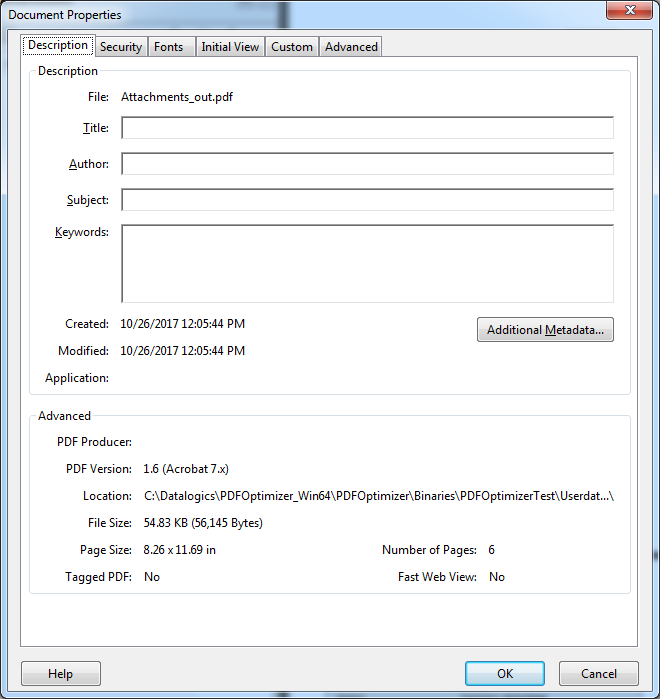 Document Properties
Description Security Fonts Initial View Custom Advanced
Description
File: Attachments_out.pdf
Title:
Author:
Subject:
Keywords:
Created: 10/26/2017 12:05:44 PM
Additional Metadata...
Modified: 10/26/2017 12:05:44 PM
Application:
Advanced
PDF Producer:
PDF Version: 1.6 (Acrobat 7.x)
Location: C:\Datalogics\PDFOptimizer_Win64\PDFOptimizer\Binaries\PDFOptimizerTest\Userdat...\
File Size: 54.83 KB (56,145 Bytes)
Page Size: 8.26 x 11.69 in Number of Pages: 6
Tagged PDF: No Fast Web View: No
Help OK Cancel